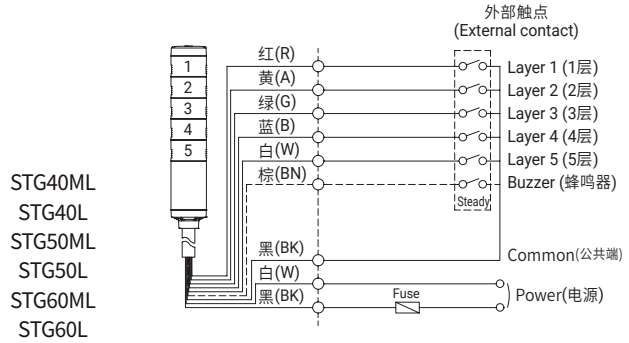 外部触点
(External contact)
红(R)
黄(A)
绿(G)
蓝(B)
白(W)
棕(BN)
1
2
3
4
5
Layer 1 (1层)
Layer 2 (2层)
Layer 3 (3层)
Layer 4 (4层)
Layer 5 (5层)
Buzzer (蜂鸣器)
Steady
STG40ML
STG40L
STG50ML
STG50L
STG60ML
STG60L
黑(BK)
白(W)
黑(BK)
Common(公共端)
Fuse
Power(电源)